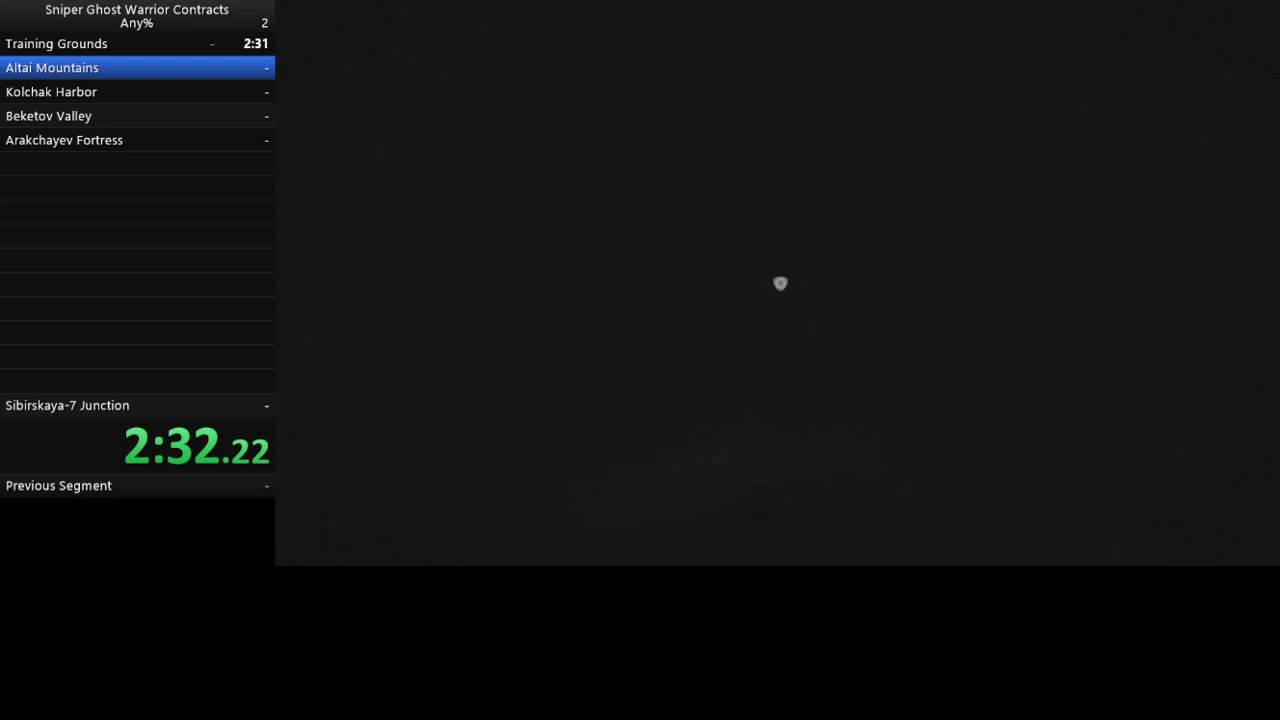 Sniper Ghost Warrior Contracts
Any% 2
Training Grounds - 2:31
Altai Mountains -
Kolchak Harbor -
Beketov Valley -
Arakchayev Fortress -
Sibirskaya-7 Junction -
2:32.22
Previous Segment -